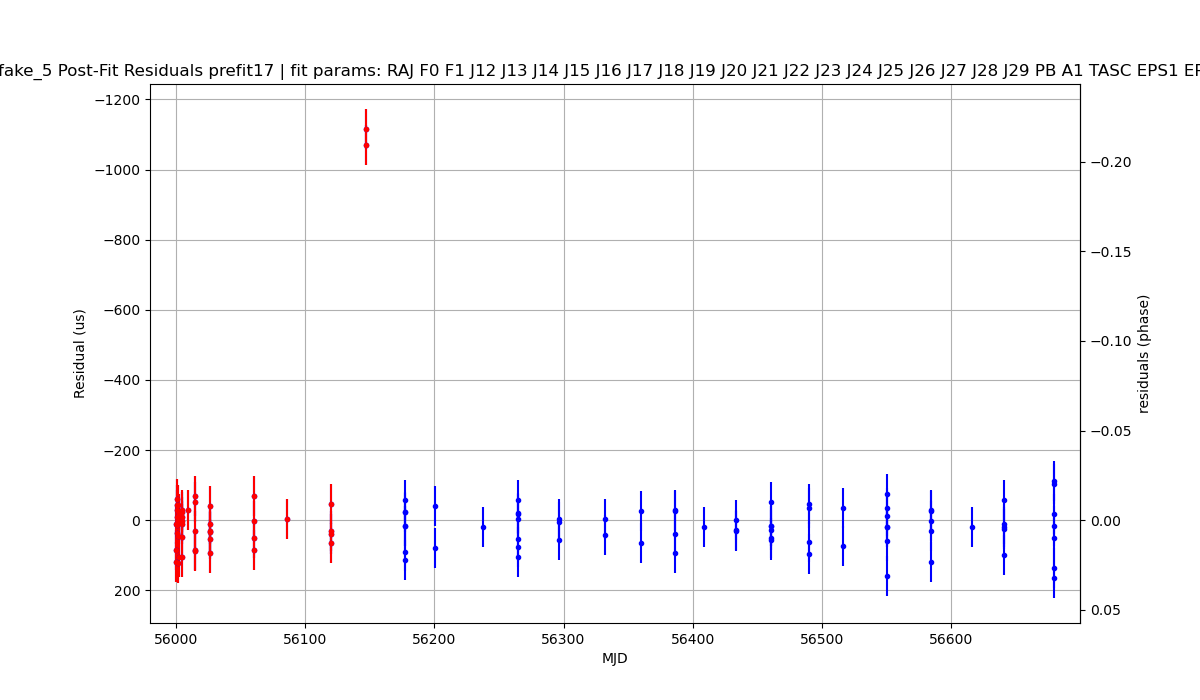 fake_5 Post-Fit Residuals prefit17 | fit params: RAJ F0 F1 J12 J13 J14 J15 J16 J17 J18 J19 J20 J21 J22 J23 J24 J25 J26 J27 J28 J29 PB A1 TASC EPS1
−1200
−1000
−800
−600
−400
−200
0
200
Residual (us)
−0.20
−0.15
−0.10
−0.05
0.00
0.05
residuals (phase)
56000 56100 56200 56300 56400 56500 56600
MJD